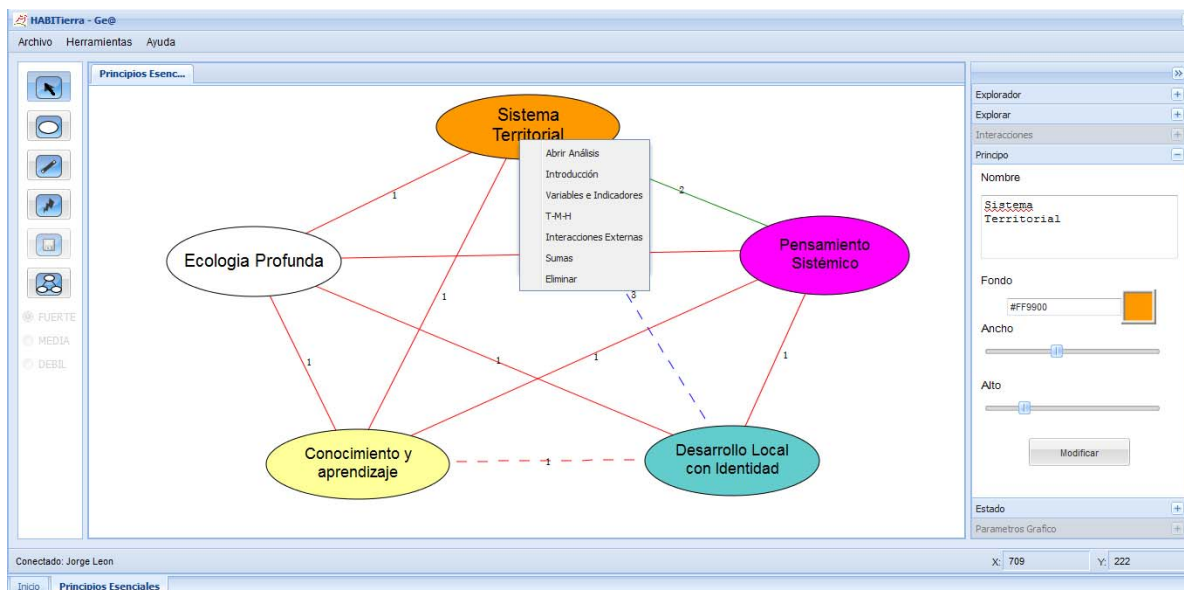 HABITierra - Ge@
Archivo Herramientas Ayuda
Principios Esenc...
Sistema
Territorial
Abrir Análisis
Introducción
Variables e Indicadores
T-M-H
Interacciones Externas
Sumas
Eliminar
1
2
Ecologia Profunda
Pensamiento
Sistémico
1
3
1
1
1
1
Conocimiento y
aprendizaje
1
Desarrollo Local
con Identidad
FUERTE
MEDIA
DEBIL
Explorador
Explorar
Interacciones
Principo
Nombre
Sistema
Territorial
Fondo
#FF9900
Ancho
Alto
Modificar
Estado
Parametros Grafico
Conectado: Jorge Leon
X: 709 Y: 222
Inicio Principios Esenciales